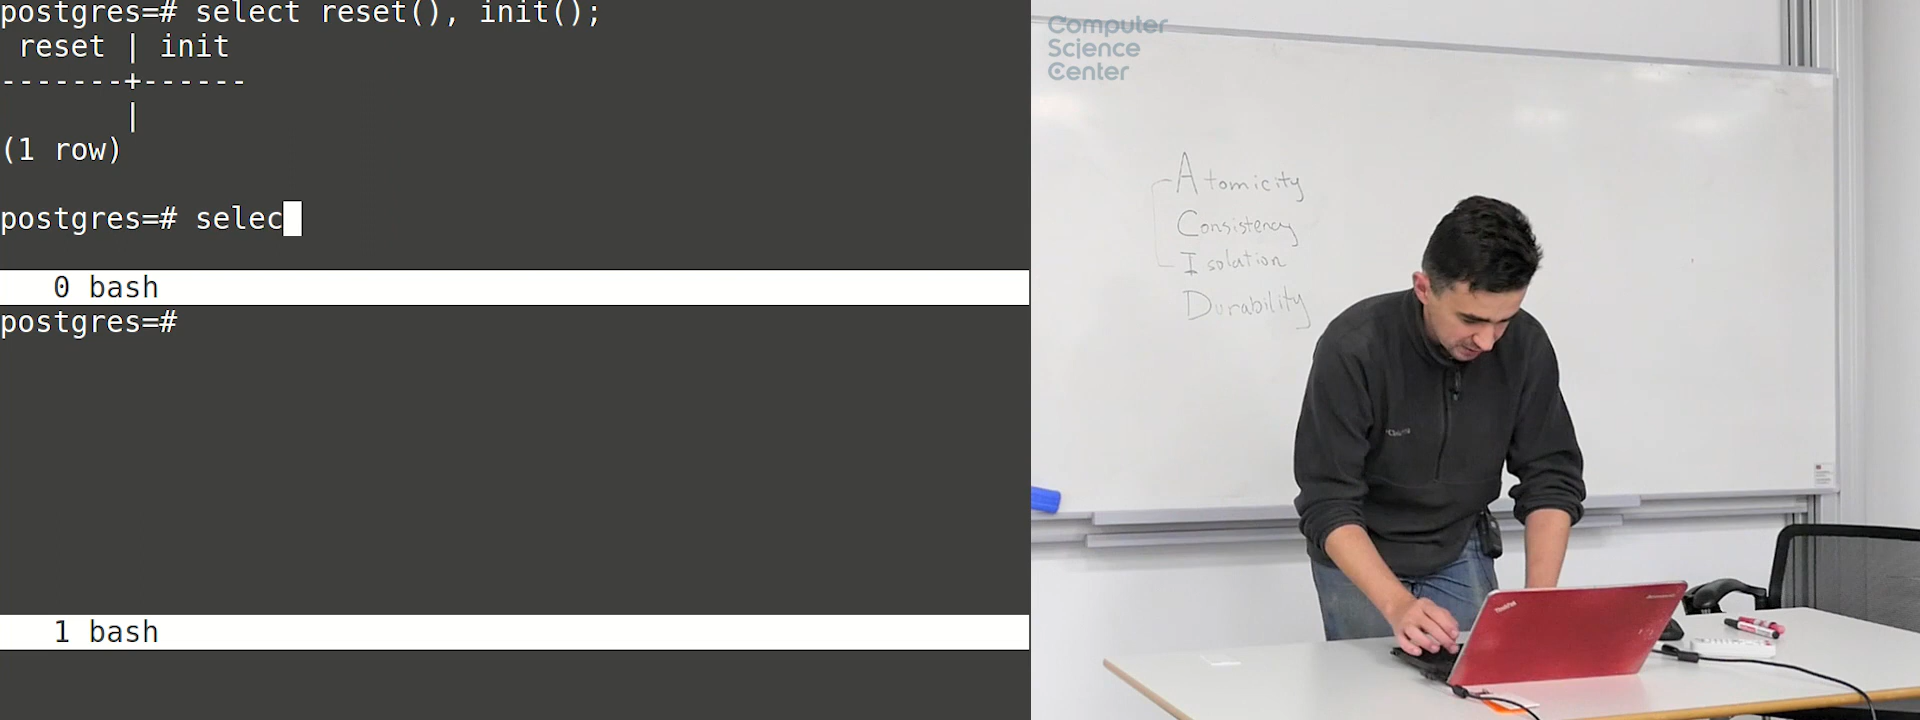 postgres=# select reset(), init();
reset | init
-------+------
|
(1 row)
postgres=# selec
0 bash
postgres=#
1 bash
Computer
Science
Center
Atomicity
Consistency
Isolation
Durability
ThinkPad